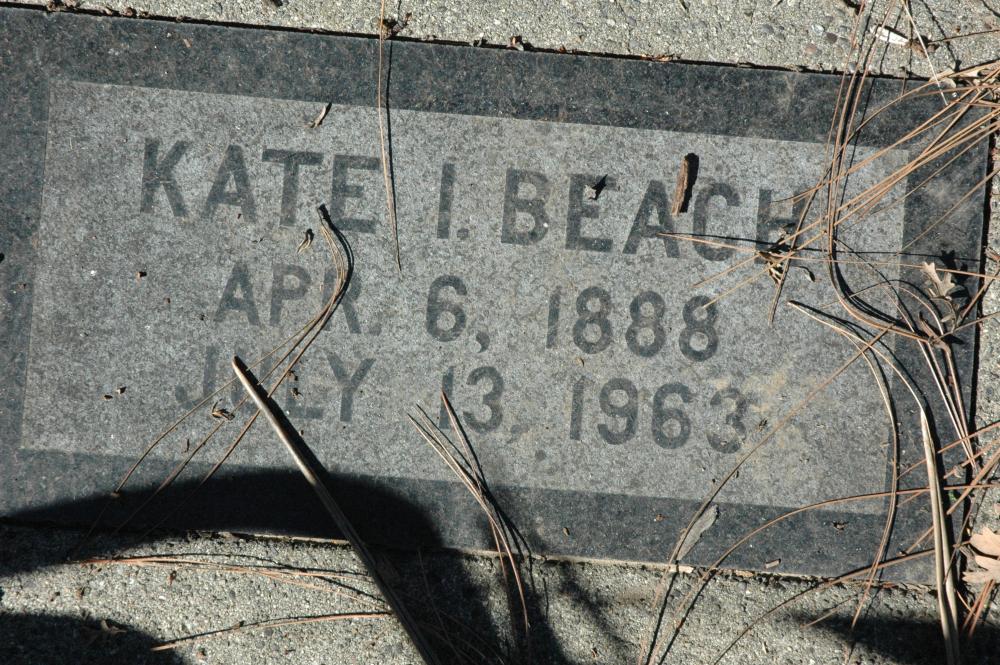 KATE I. BEACH
APR. 6, 1888
JULY 13, 1963